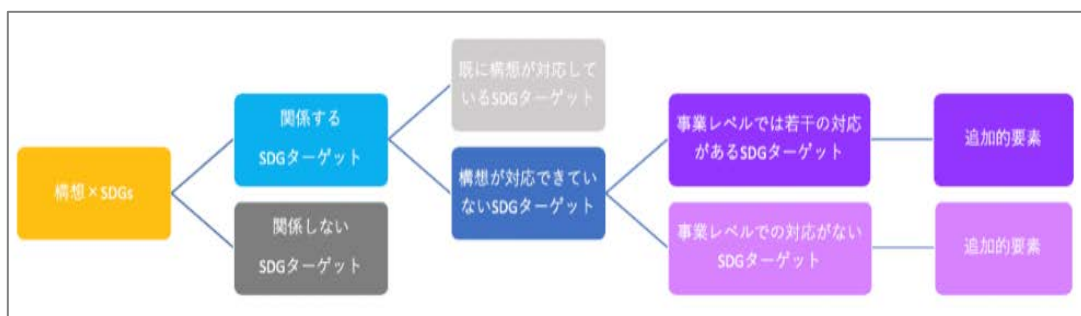 構想×SDGs
関係する
SDGターゲット
関係しない
SDGターゲット
既に構想が対応して
いるSDGターゲット
構想が対応できてい
ないSDGターゲット
事業レベルでは若干の対応
があるSDGターゲット
事業レベルでの対応がない
SDGターゲット
追加的要素
追加的要素